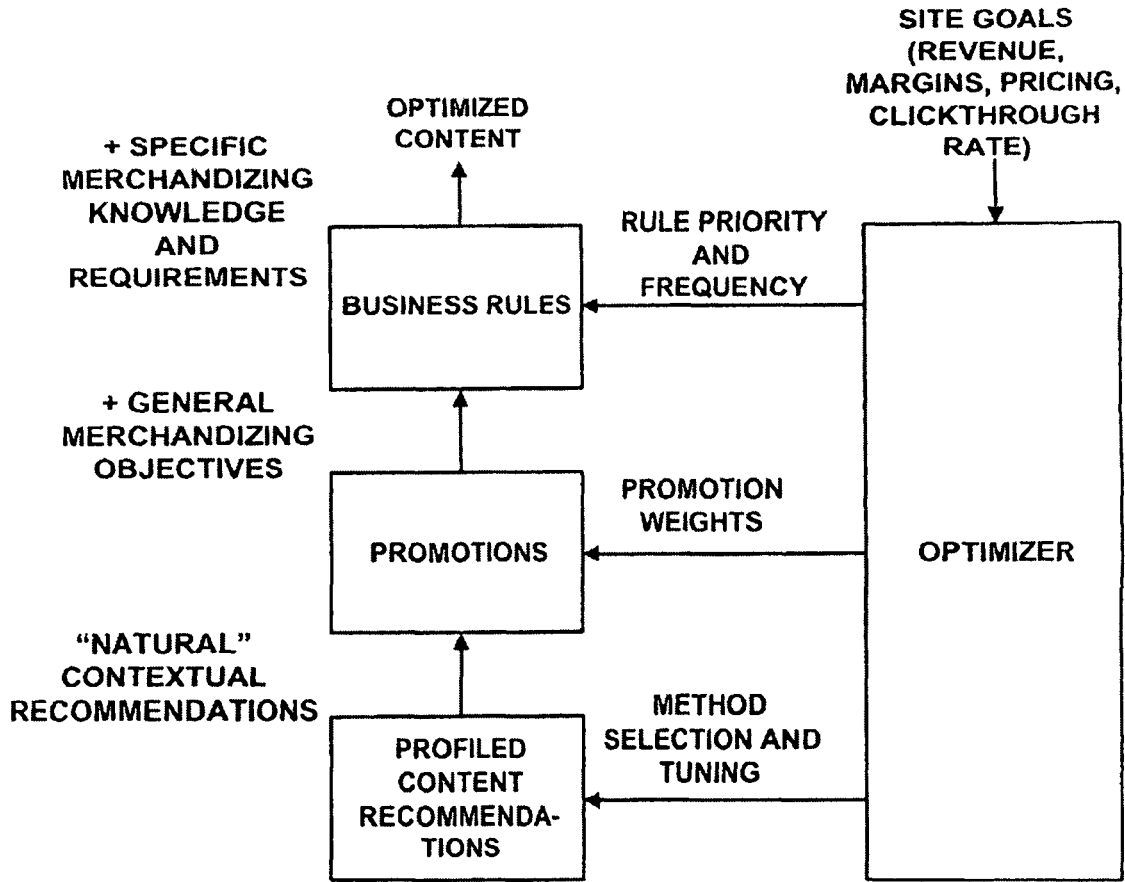 SITE GOALS
(REVENUE,
MARGINS, PRICING,
CLICKTHROUGH
RATE)
OPTIMIZED
CONTENT
+ SPECIFIC
MERCHANDIZING
KNOWLEDGE
AND
REQUIREMENTS
RULE PRIORITY
AND
FREQUENCY
BUSINESS RULES
+ GENERAL
MERCHANDIZING
OBJECTIVES
PROMOTION
WEIGHTS
PROMOTIONS
OPTIMIZER
“NATURAL”
CONTEXTUAL
RECOMMENDATIONS
METHOD
SELECTION AND
TUNING
PROFILED
CONTENT
RECOMMENDA-
TIONS